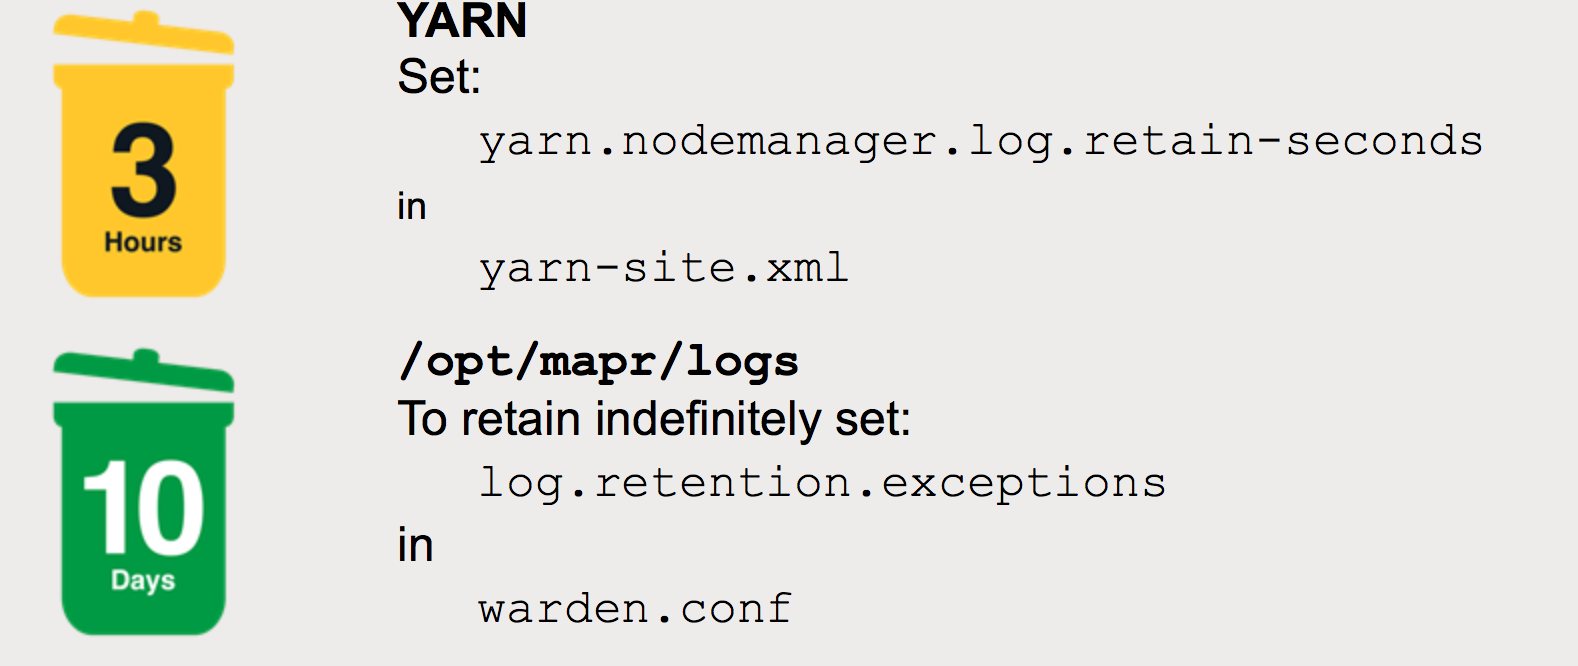 3
Hours
YARN
Set:
yarn.nodemanager.log.retain-seconds
in
yarn-site.xml
10
Days
/opt/mapr/logs
To retain indefinitely set:
log.retention.exceptions
in
warden.conf